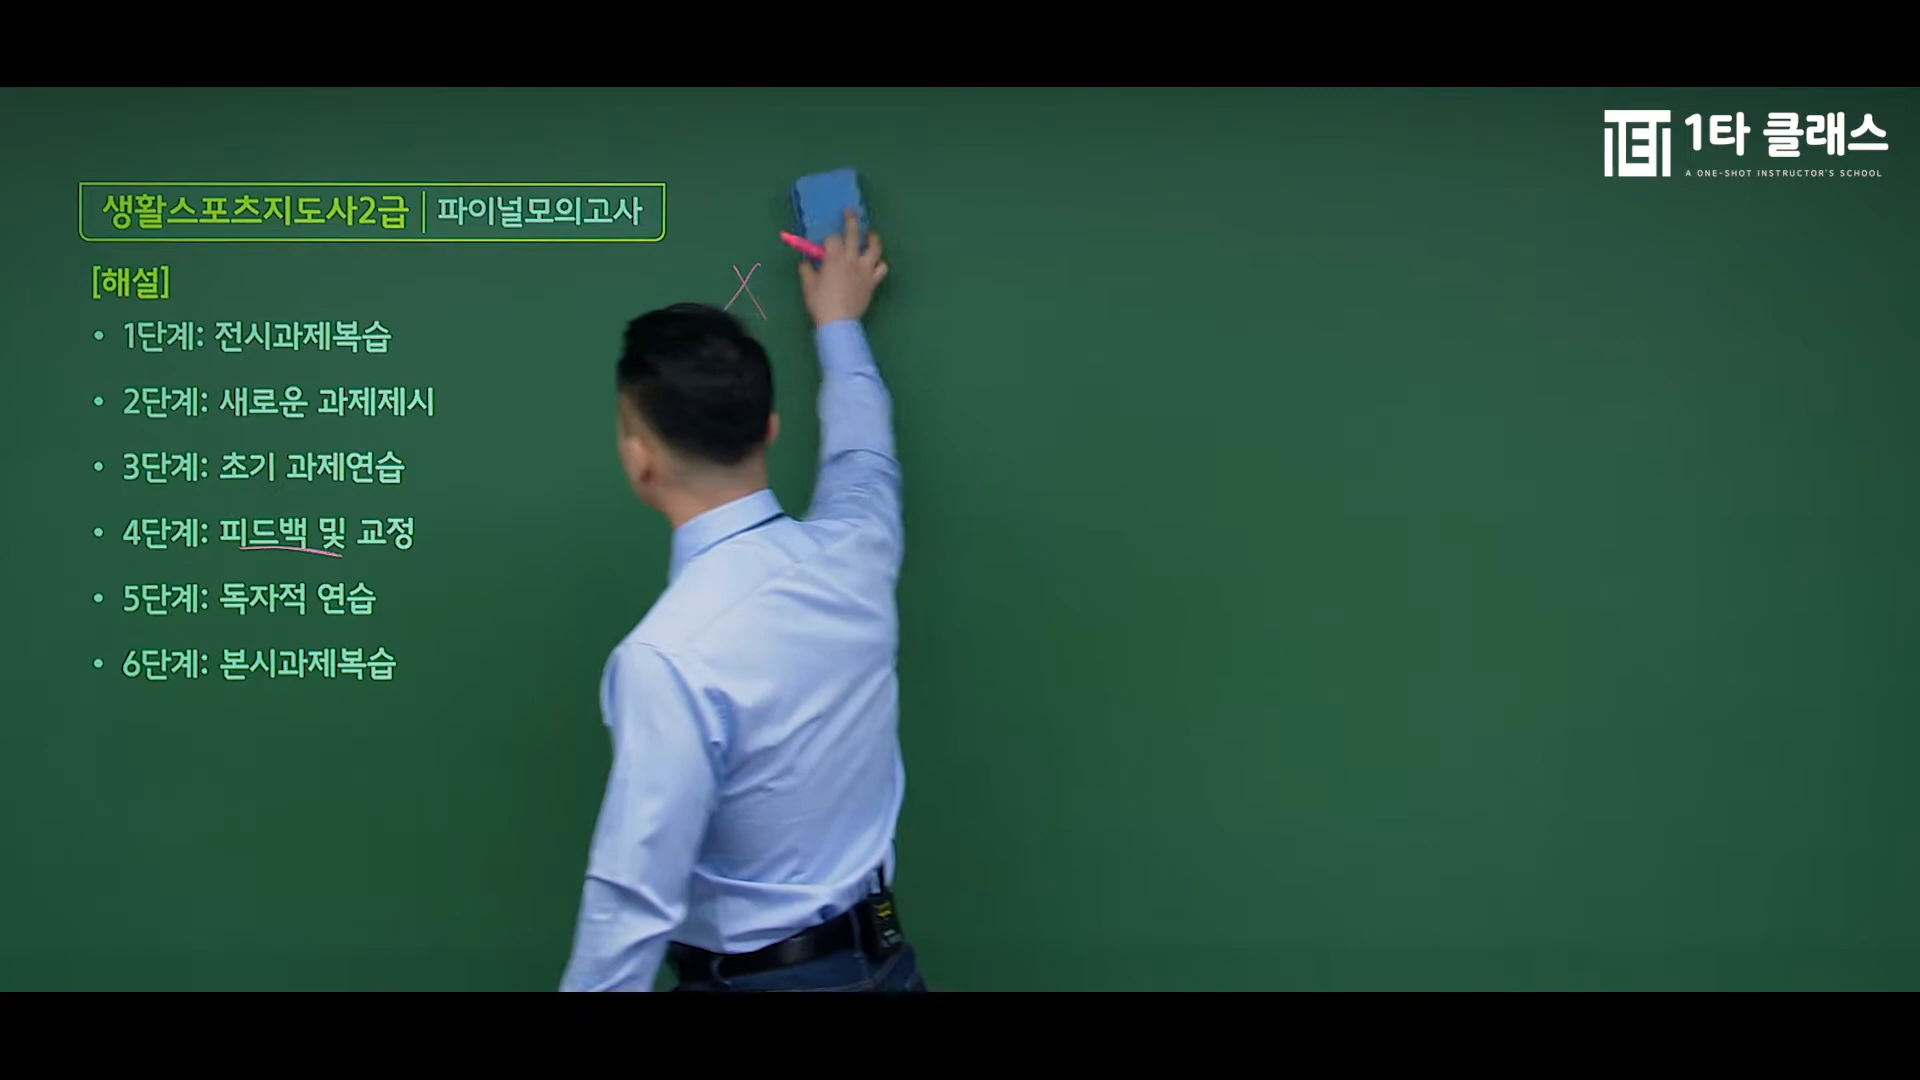 1타 클래스
A ONE-SHOT INSTRUCTOR'S SCHOOL
생활스포츠지도사2급 | 파이널모의고사
[해설]
• 1단계: 전시과제복습
• 2단계: 새로운 과제제시
• 3단계: 초기 과제연습
• 4단계: 피드백 및 교정
• 5단계: 독자적 연습
• 6단계: 본시과제복습
X